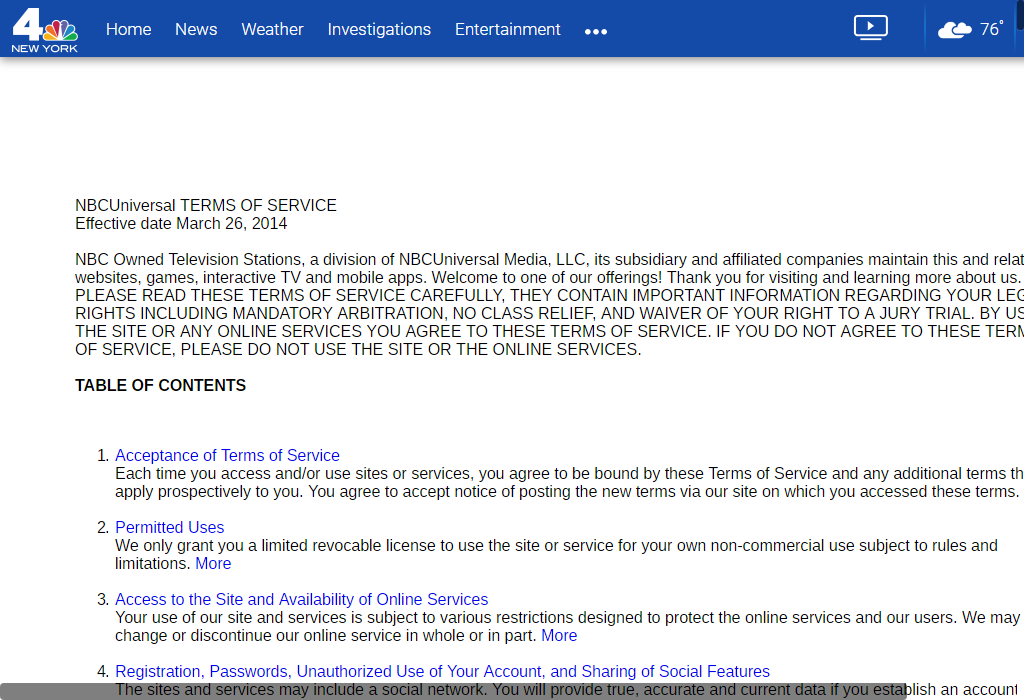 4
NEW YORK
Home News Weather Investigations Entertainment
76°
NBCUniversal TERMS OF SERVICE
Effective date March 26, 2014
NBC Owned Television Stations, a division of NBCUniversal Media, LLC, its subsidiary and affiliated companies maintain this and relat
websites, games, interactive TV and mobile apps. Welcome to one of our offerings! Thank you for visiting and learning more about us.
PLEASE READ THESE TERMS OF SERVICE CAREFULLY, THEY CONTAIN IMPORTANT INFORMATION REGARDING YOUR LEG
RIGHTS INCLUDING MANDATORY ARBITRATION, NO CLASS RELIEF, AND WAIVER OF YOUR RIGHT TO A JURY TRIAL. BY US
THE SITE OR ANY ONLINE SERVICES YOU AGREE TO THESE TERMS OF SERVICE. IF YOU DO NOT AGREE TO THESE TERM
OF SERVICE, PLEASE DO NOT USE THE SITE OR THE ONLINE SERVICES.
TABLE OF CONTENTS
1. Acceptance of Terms of Service
Each time you access and/or use sites or services, you agree to be bound by these Terms of Service and any additional terms th
apply prospectively to you. You agree to accept notice of posting the new terms via our site on which you accessed these terms.
2. Permitted Uses
We only grant you a limited revocable license to use the site or service for your own non-commercial use subject to rules and
limitations. More
3. Access to the Site and Availability of Online Services
Your use of our site and services is subject to various restrictions designed to protect the online services and our users. We may
change or discontinue our online service in whole or in part. More
4. Registration, Passwords, Unauthorized Use of Your Account, and Sharing of Social Features
The sites and services may include a social network. You will provide true, accurate and current data if you establish an account